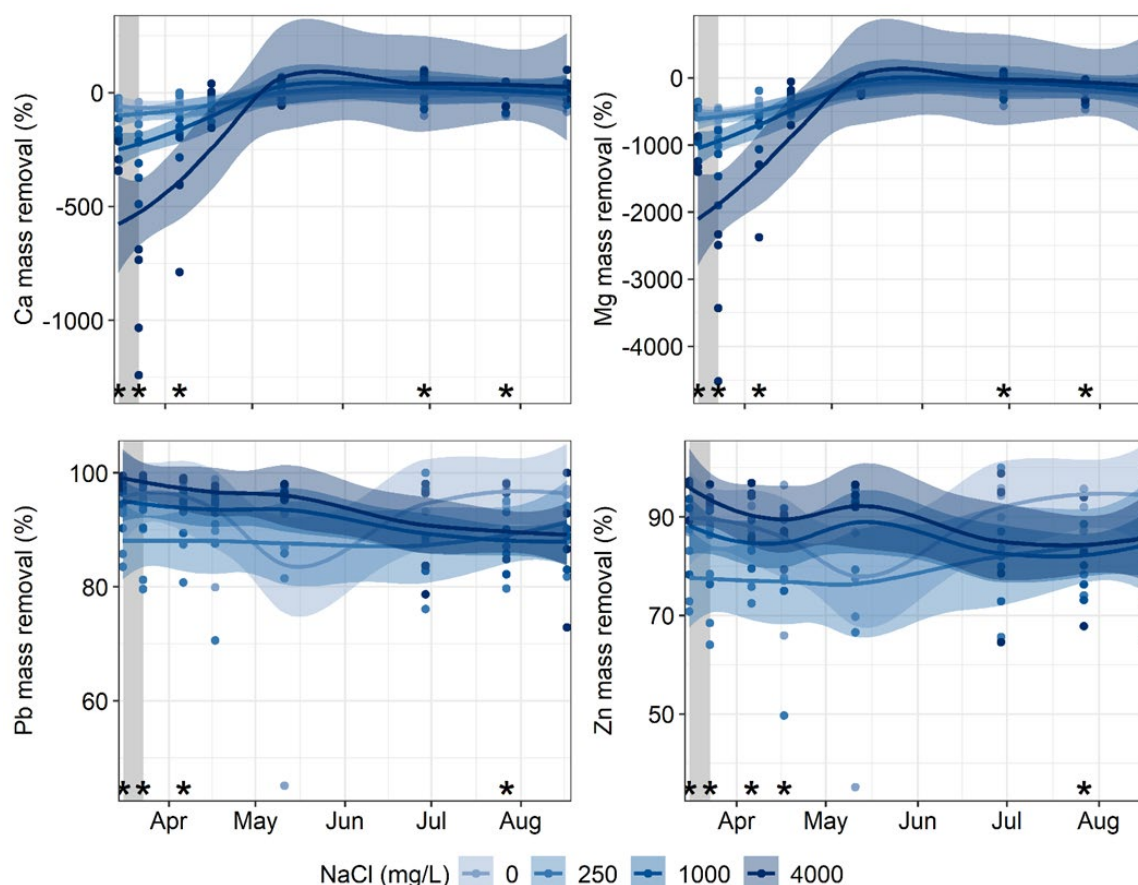 Ca mass removal (%)
0
-500
-1000
* * * * *
Mg mass removal (%)
0
-1000
-2000
-3000
-4000
* * * * *
Pb mass removal (%)
100
80
60
* * * *
Apr May Jun Jul Aug
Zn mass removal (%)
90
70
50
* * * * *
Apr May Jun Jul Aug
NaCl (mg/L) 0 250 1000 4000